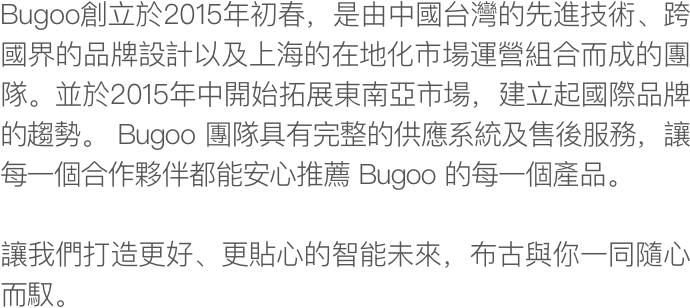 Bugoo創立於2015年初春，是由中國台灣的先進技術、跨
國界的品牌設計以及上海的在地化市場運營組合而成的團
隊。並於2015年中開始拓展東南亞市場，建立起國際品牌
的趨勢。 Bugoo 團隊具有完整的供應系統及售後服務，讓
每一個合作夥伴都能安心推薦 Bugoo 的每一個產品。
讓我們打造更好、更貼心的智能未來，布古與你一同隨心
而馭。